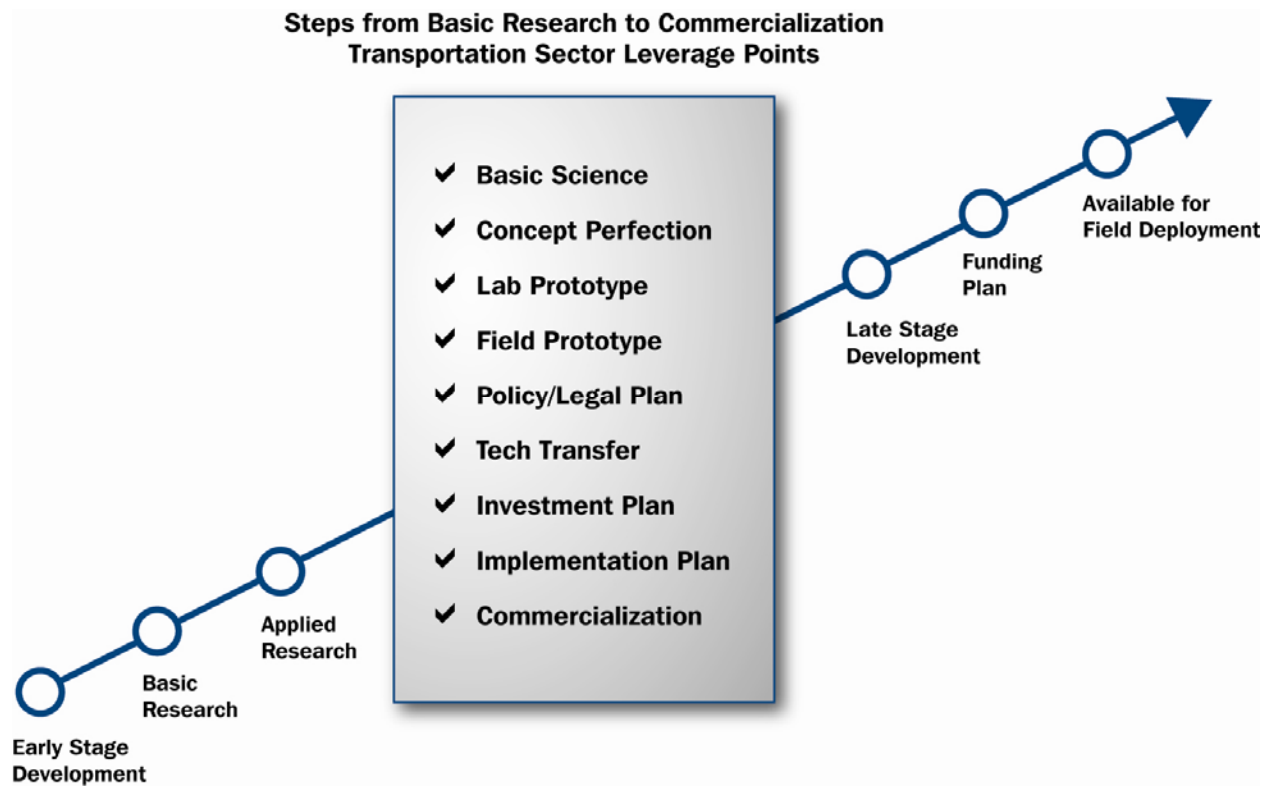 Steps from Basic Research to Commercialization
Transportation Sector Leverage Points
Basic Science
Concept Perfection
Lab Prototype
Field Prototype
Policy/Legal Plan
Tech Transfer
Investment Plan
Implementation Plan
Commercialization
Early Stage
Development
Basic
Research
Applied
Research
Late Stage
Development
Funding
Plan
Available for
Field Deployment